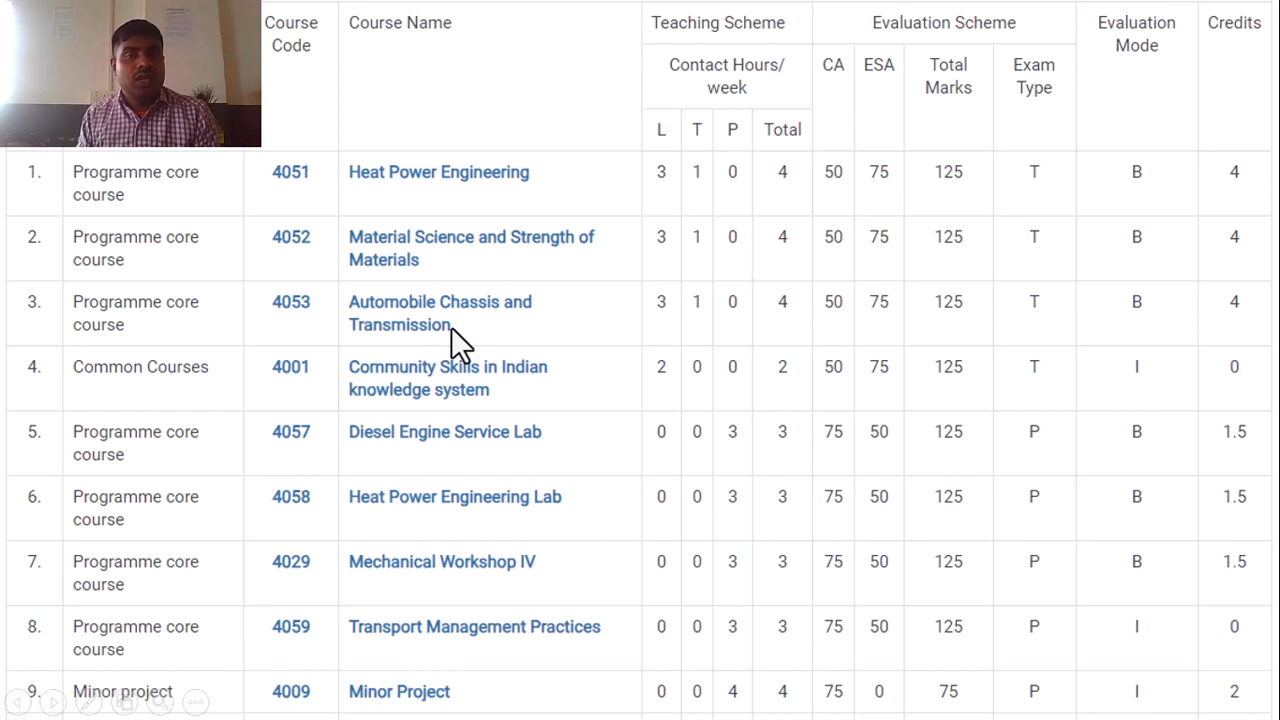 Course Code Course Name Teaching Scheme Evaluation Scheme Evaluation Mode Credits
Contact Hours/ week CA ESA Total Marks Exam Type
L T P Total
1. Programme core course 4051 Heat Power Engineering 3 1 0 4 50 75 125 T B 4
2. Programme core course 4052 Material Science and Strength of Materials 3 1 0 4 50 75 125 T B 4
3. Programme core course 4053 Automobile Chassis and Transmission 3 1 0 4 50 75 125 T B 4
4. Common Courses 4001 Community Skills in Indian knowledge system 2 0 0 2 50 75 125 T I 0
5. Programme core course 4057 Diesel Engine Service Lab 0 0 3 3 75 50 125 P B 1.5
6. Programme core course 4058 Heat Power Engineering Lab 0 0 3 3 75 50 125 P B 1.5
7. Programme core course 4029 Mechanical Workshop IV 0 0 3 3 75 50 125 P B 1.5
8. Programme core course 4059 Transport Management Practices 0 0 3 3 75 50 125 P I 0
9. Minor project 4009 Minor Project 0 0 4 4 75 0 75 P I 2